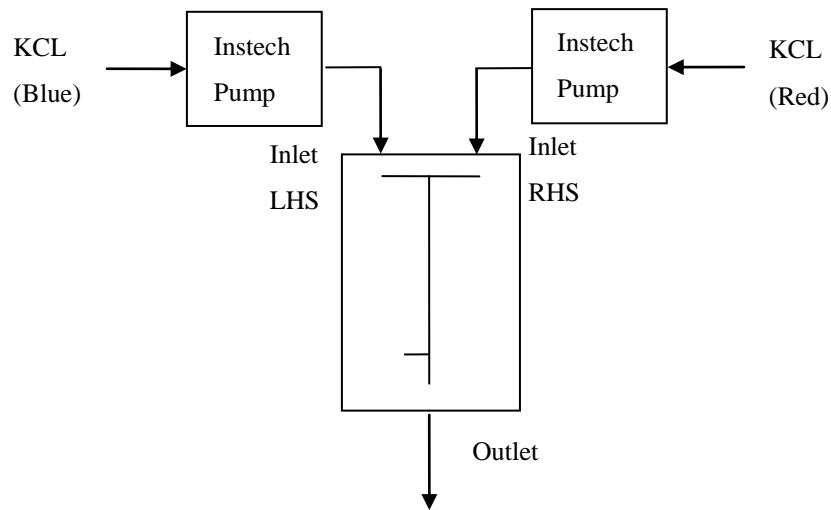 KCL
(Blue)
Instech
Pump
Instech
Pump
KCL
(Red)
Inlet
LHS
Inlet
RHS
Outlet